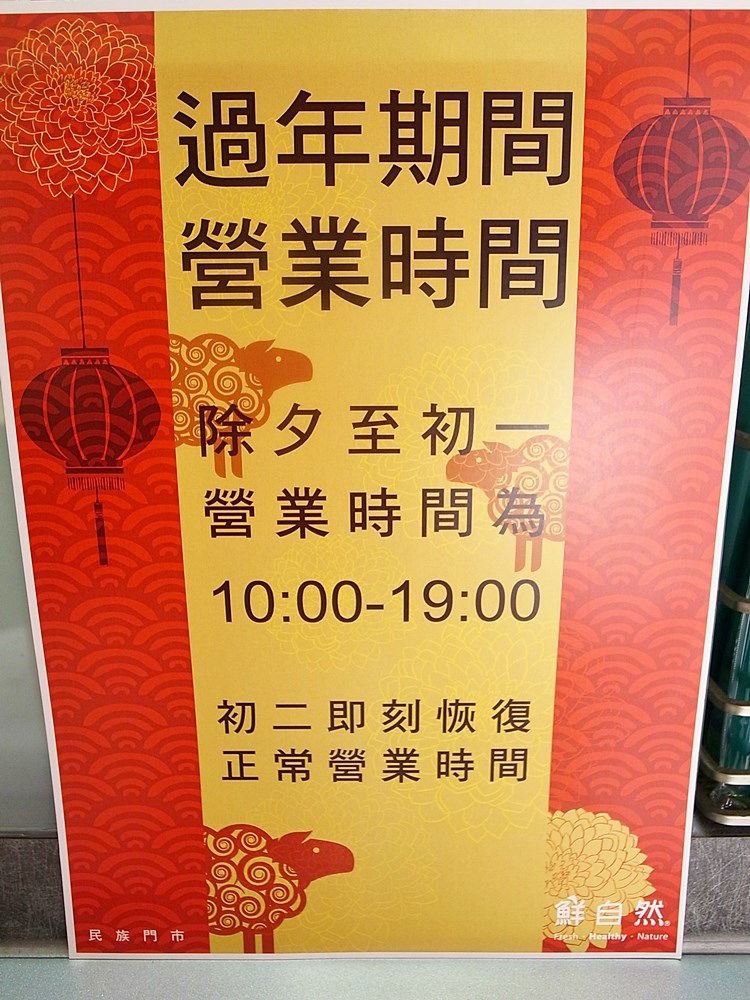 過年期間
營業時間
除夕至初一
營業時間為
10:00-19:00
初二即刻恢復
正常營業時間
民族門市
鮮自然®
Fresh · Healthy · Nature